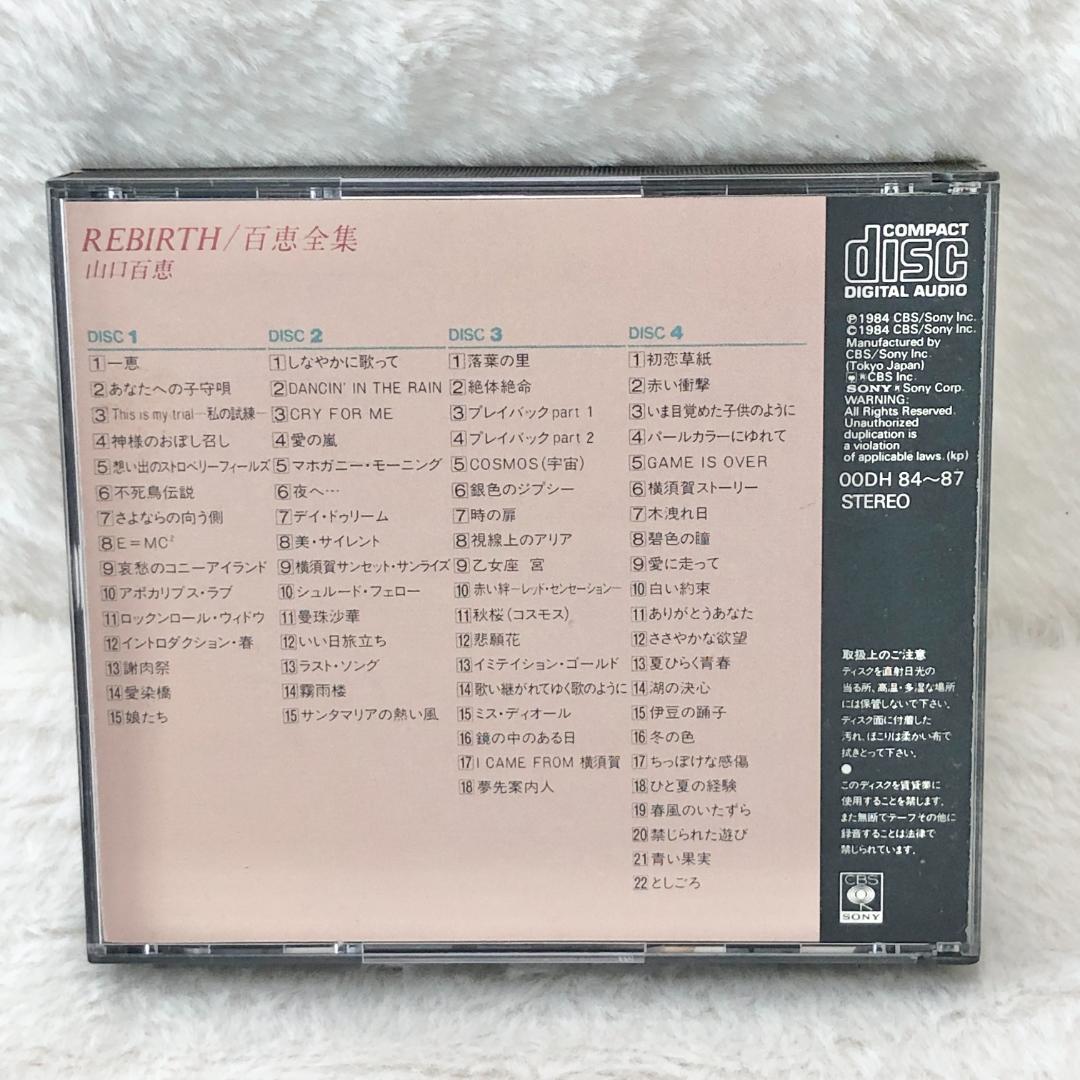 REBIRTH/百恵全集
山口百恵
DISC 1
1 一恵
2 あなたへの子守唄
3 This is my trial—私の試練—
4 神様のおぼし召し
5 想い出のストロベリーフィールズ
6 不死鳥伝説
7 さよならの向う側
8 E=MC²
9 哀愁のコニーアイランド
10 アポカリプス・ラブ
11 ロックンロール・ウィドウ
12 イントロダクション・春
13 謝肉祭
14 愛染橋
15 娘たち
DISC 2
1 しなやかに歌って
2 DANCIN' IN THE RAIN
3 CRY FOR ME
4 愛の嵐
5 マホガニー・モーニング
6 夜へ…
7 デイ・ドゥリーム
8 美・サイレント
9 横須賀サンセット・サンライズ
10 シュルード・フェロー
11 曼珠沙華
12 いい日旅立ち
13 ラスト・ソング
14 霧雨楼
15 サンタマリアの熱い風
DISC 3
1 落葉の里
2 絶体絶命
3 プレイバックpart 1
4 プレイバックpart 2
5 COSMOS(宇宙)
6 銀色のジプシー
7 時の扉
8 視線上のアリア
9 乙女座 宮
10 赤い絆—レッド・センセーション—
11 秋桜(コスモス)
12 悲願花
13 イミテイション・ゴールド
14 歌い継がれてゆく歌のように
15 ミス・ディオール
16 鏡の中のある日
17 I CAME FROM 横須賀
18 夢先案内人
DISC 4
1 初恋草紙
2 赤い衝撃
3 いま目覚めた子供のように
4 パールカラーにゆれて
5 GAME IS OVER
6 横須賀ストーリー
7 木洩れ日
8 碧色の瞳
9 愛に走って
10 白い約束
11 ありがとうあなた
12 ささやかな欲望
13 夏ひらく青春
14 湖の決心
15 伊豆の踊子
16 冬の色
17 ちっぽけな感傷
18 ひと夏の経験
19 春風のいたずら
20 禁じられた遊び
21 青い果実
22 としごろ
COMPACT
disc
DIGITAL AUDIO
Ⓟ1984 CBS/Sony Inc.
©1984 CBS/Sony Inc.
Manufactured by
CBS/Sony Inc.
(Tokyo Japan)
CBS Inc.
SONY Sony Corp.
WARNING:
All Rights Reserved.
Unauthorized
duplication is
a violation
of applicable laws. (kp)
00DH 84〜87
STEREO
取扱上のご注意
ディスクを直射日光の
当る所、高温・多湿な場所
には保管しないで下さい。
ディスク面に付着した
汚れ、ほこりは柔かい布で
拭きとって下さい。
●
このディスクを賃貸業に
使用することを禁じます。
また無断でテープその他に
録音することは法律で
禁じられています。
CBS
SONY